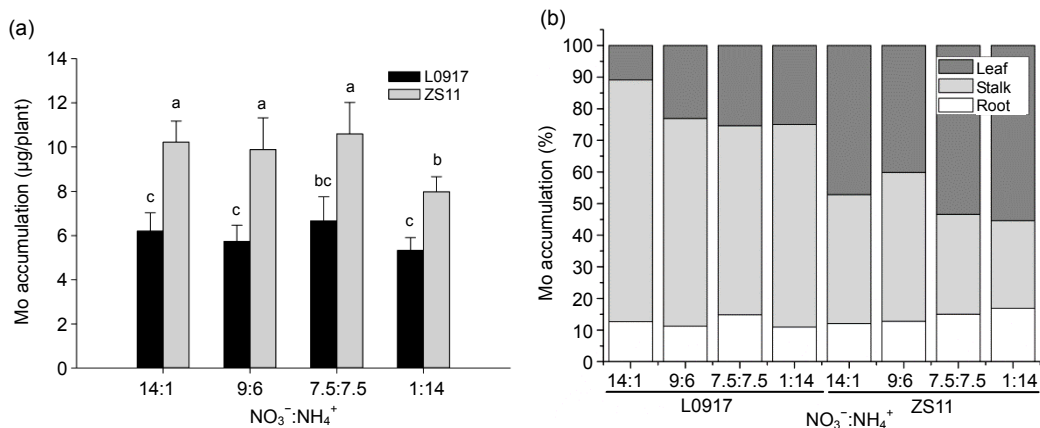 (a)
Mo accumulation (μg/plant)
14
12
10
8
6
4
2
0
L0917
ZS11
c
a
c
a
bc
a
c
b
14:1
9:6
7.5:7.5
1:14
NO₃⁻:NH₄⁺
(b)
Mo accumulation (%)
100
90
80
70
60
50
40
30
20
10
0
Leaf
Stalk
Root
14:1
9:6
7.5:7.5
1:14
14:1
9:6
7.5:7.5
1:14
L0917
ZS11
NO₃⁻:NH₄⁺